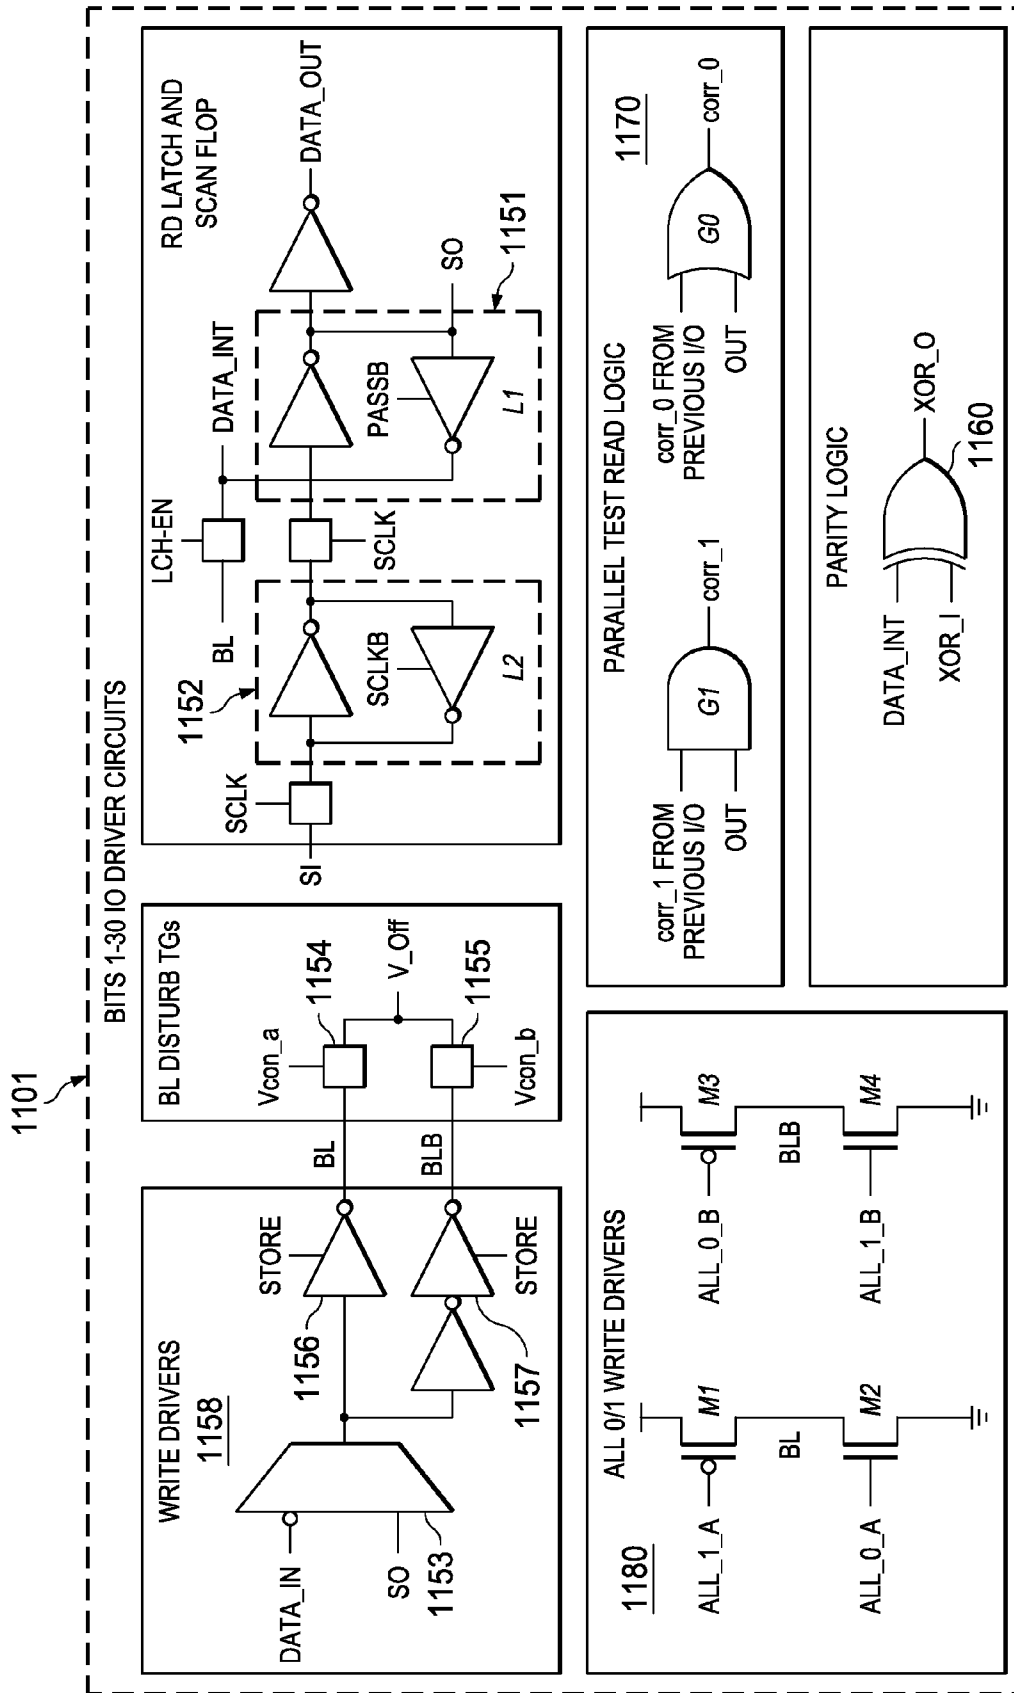 1101
BITS 1-30 IO DRIVER CIRCUITS
WRITE DRIVERS
1158
DATA_IN
SO
1153
STORE
1156
STORE
1157
BL
BLB
BL DISTURB TGs
Vcon_a
1154
V_Off
1155
Vcon_b
RD LATCH AND
SCAN FLOP
SI
SCLK
1152
SCLKB
L2
BL
LCH-EN
DATA_INT
SCLK
PASSB
L1
SO
1151
DATA_OUT
ALL 0/1 WRITE DRIVERS
1180
ALL_1_A
M1
BL
ALL_0_A
M2
ALL_0_B
M3
BLB
ALL_1_B
M4
PARALLEL TEST READ LOGIC
1170
corr_1 FROM
PREVIOUS I/O
OUT
G1
corr_1
corr_0 FROM
PREVIOUS I/O
OUT
G0
corr_0
PARITY LOGIC
DATA_INT
XOR_I
XOR_O
1160